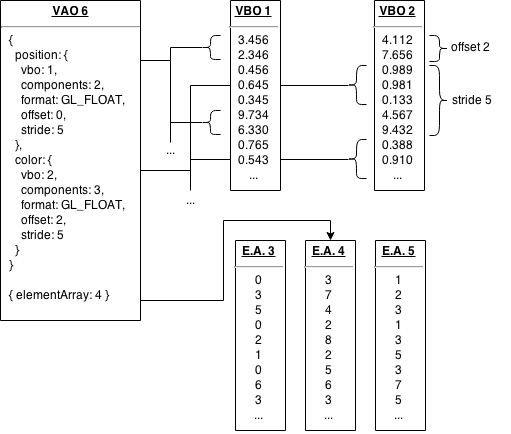 VAO 6
{
position: {
vbo: 1,
components: 2,
format: GL_FLOAT,
offset: 0,
stride: 5
},
color: {
vbo: 2,
components: 3,
format: GL_FLOAT,
offset: 2,
stride: 5
}
}
{ elementArray: 4 }
...
...
VBO 1
3.456
2.346
0.456
0.645
0.345
9.734
6.330
0.765
0.543
...
VBO 2
4.112
7.656
0.989
0.981
0.133
4.567
9.432
0.388
0.910
...
offset 2
stride 5
E.A. 3
0
3
5
0
2
1
0
6
3
...
E.A. 4
3
7
4
2
8
2
5
6
3
...
E.A. 5
1
2
3
1
3
5
3
7
5
...